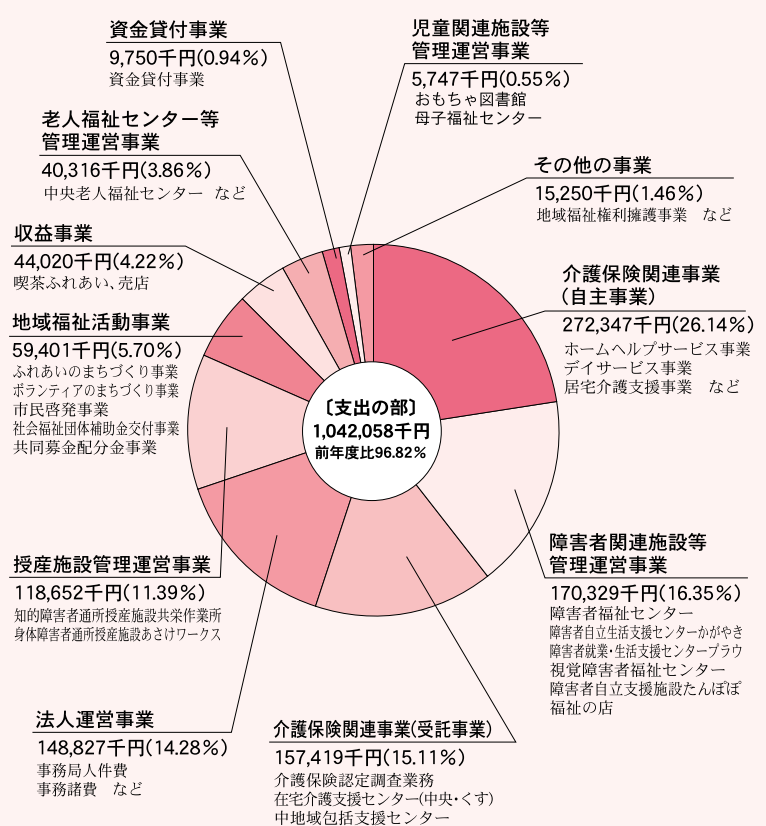 資金貸付事業
9,750千円(0.94%)
資金貸付事業
児童関連施設等
管理運営事業
5,747千円(0.55%)
おもちゃ図書館
母子福祉センター
老人福祉センター等
管理運営事業
40,316千円(3.86%)
中央老人福祉センター など
その他の事業
15,250千円(1.46%)
地域福祉権利擁護事業 など
収益事業
44,020千円(4.22%)
喫茶ふれあい、売店
介護保険関連事業
(自主事業)
272,347千円(26.14%)
ホームヘルプサービス事業
デイサービス事業
居宅介護支援事業 など
地域福祉活動事業
59,401千円(5.70%)
ふれあいのまちづくり事業
ボランティアのまちづくり事業
市民啓発事業
社会福祉団体補助金交付事業
共同募金配分金事業
〔支出の部〕
1,042,058千円
前年度比96.82%
障害者関連施設等
管理運営事業
170,329千円(16.35%)
障害者福祉センター
障害者自立生活支援センターかがやき
障害者就業・生活支援センタープラウ
視覚障害者福祉センター
障害者自立支援施設たんぽぽ
福祉の店
授産施設管理運営事業
118,652千円(11.39%)
知的障害者通所授産施設共栄作業所
身体障害者通所授産施設あさけワークス
法人運営事業
148,827千円(14.28%)
事務局人件費
事務諸費 など
介護保険関連事業(受託事業)
157,419千円(15.11%)
介護保険認定調査業務
在宅介護支援センター(中央・くす)
中地域包括支援センター